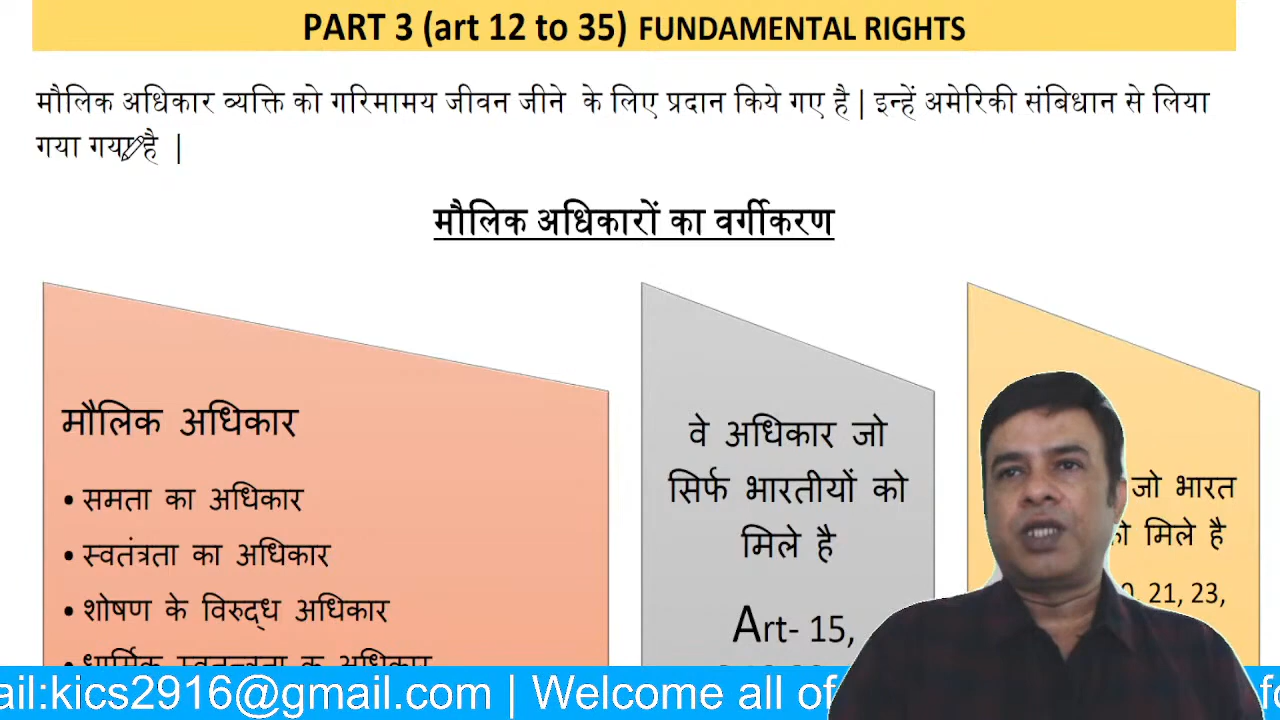 PART 3 (art 12 to 35) FUNDAMENTAL RIGHTS
मौलिक अधिकार व्यक्ति को गरिमामय जीवन जीने के लिए प्रदान किये गए है | इन्हें अमेरिकी संबिधान से लिया
गया गया है |
मौलिक अधिकारों का वर्गीकरण
मौलिक अधिकार
• समता का अधिकार
• स्वतंत्रता का अधिकार
• शोषण के विरुद्ध अधिकार
वे अधिकार जो
सिर्फ भारतीयों को
मिले है
Art- 15,
जो भारत
मिले है
21, 23,
ail:kics2916@gmail.com | Welcome all of